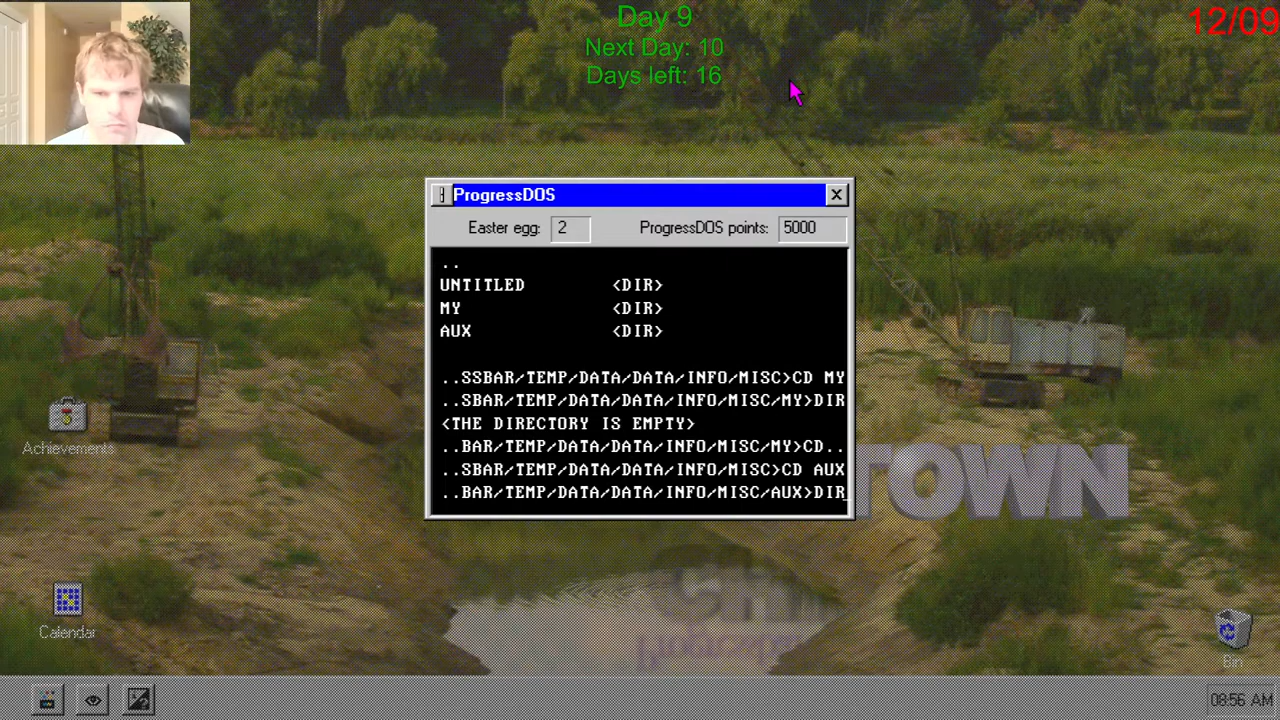 Day 9
Next Day: 10
Days left: 16
12/09
ProgressDOS
Easter egg: 2
ProgressDOS points: 5000
..
UNTITLED <DIR>
MY <DIR>
AUX <DIR>
..SSBAR/TEMP/DATA/DATA/INFO/MISC>CD MY
..SBAR/TEMP/DATA/DATA/INFO/MISC/MY>DIR
<THE DIRECTORY IS EMPTY>
..BAR/TEMP/DATA/DATA/INFO/MISC/MY>CD..
..SSBAR/TEMP/DATA/DATA/INFO/MISC>CD AUX
..BAR/TEMP/DATA/DATA/INFO/MISC/AUX>DIR_
TOWN
Achievements
Calendar
Bin
08:56 AM